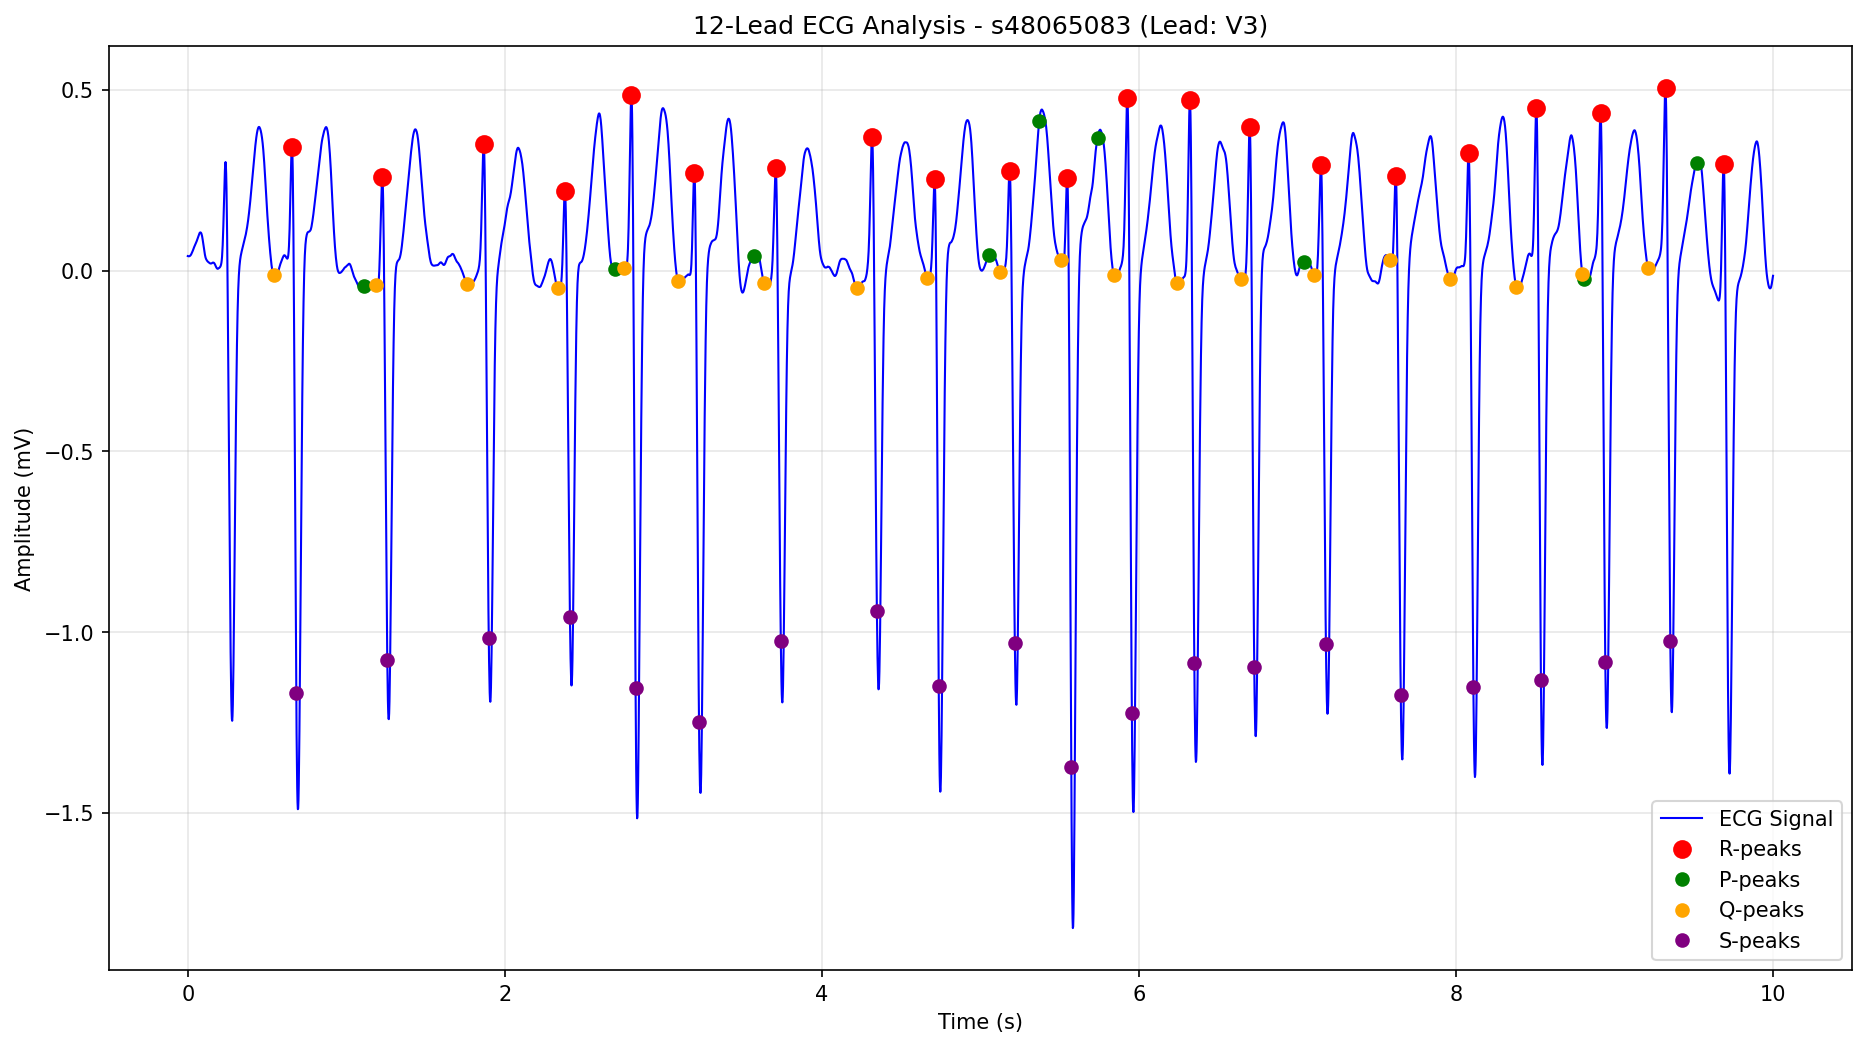 12-Lead ECG Analysis - s48065083 (Lead: V3)
Amplitude (mV)
0.5
0.0
−0.5
−1.0
−1.5
0 2 4 6 8 10
Time (s)
ECG Signal
R-peaks
P-peaks
Q-peaks
S-peaks